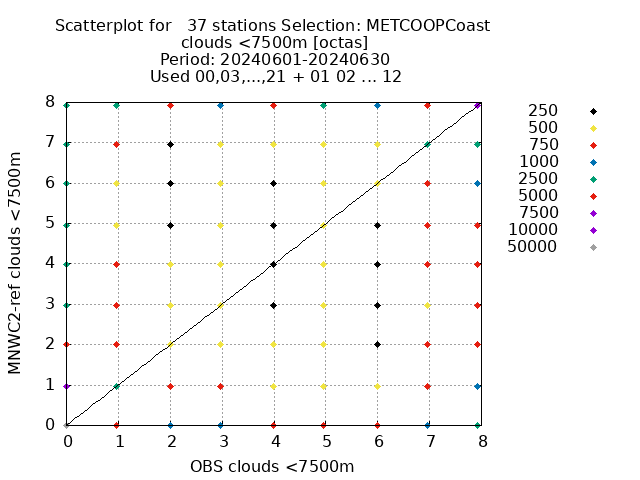 Scatterplot for   37 stations Selection: METCOOPCoast
clouds <7500m [octas]
Period: 20240601-20240630
Used 00,03,...,21 + 01 02 ... 12
8
7
6
5
4
3
2
1
0
MNWC2-ref clouds <7500m
0 1 2 3 4 5 6 7 8
OBS clouds <7500m
250
500
750
1000
2500
5000
7500
10000
50000